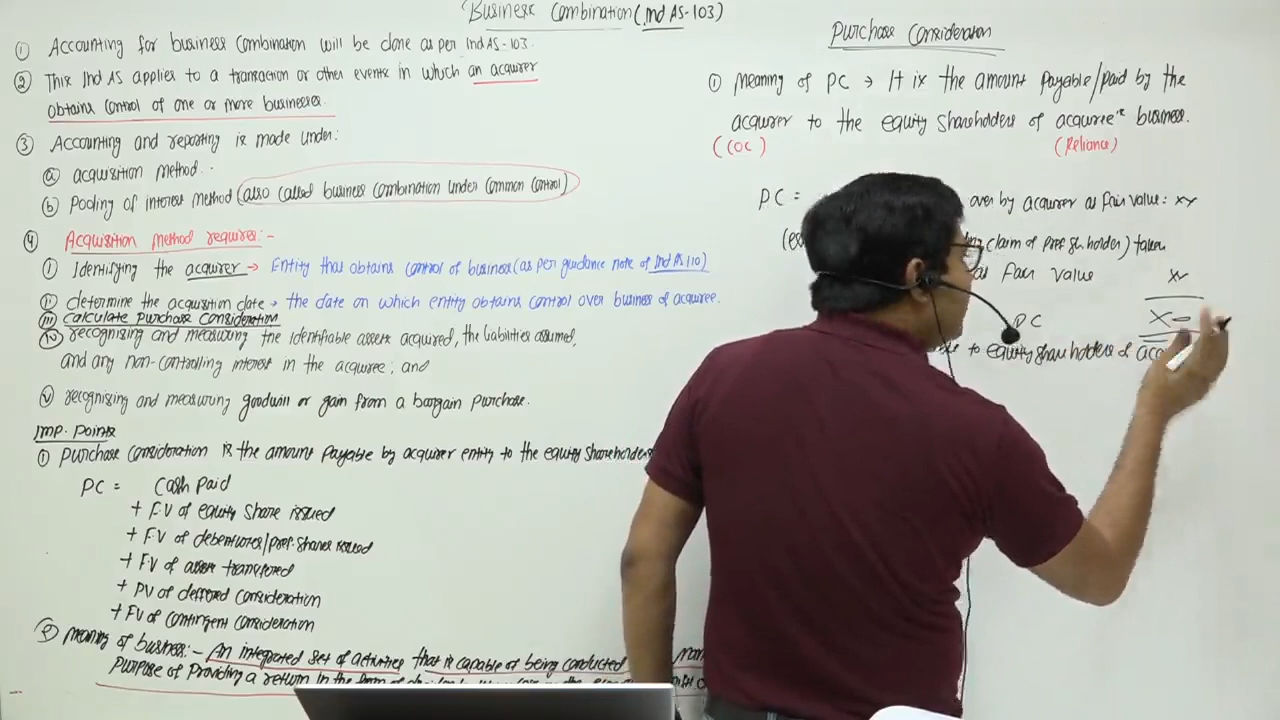 Business Combination (Ind AS-103)
① Accounting for business Combination will be done as per Ind AS-103.
② This Ind AS applies to a transaction or other events in which an acquirer
obtains control of one or more businesses.
③ Accounting and reporting is made under:
ⓐ acquisition method.
ⓑ Pooling of interest method (also called business combination under Common Control)
④ Acquisition method requires:-
① Identifying the acquirer → Entity that obtains control of business (as per guidance note of Ind AS 110)
② determine the acquisition date → the date on which entity obtains control over business of acquiree.
③ Calculate Purchase Consideration
④ recognising and measuring the identifiable assets acquired, the liabilities assumed,
and any non-controlling interest in the acquiree; and
⑤ recognising and measuring goodwill or gain from a bargain purchase.
Imp. Points
① Purchase Consideration is the amount payable by acquirer entity to the equity shareholders
PC = Cash Paid
+ F.V of equity share issued
+ F.V of debentures/pref. shares issued
+ F.V of assets transferred
+ PV of deffered consideration
+ FV of contingent consideration
② meaning of business:- An integrated set of activities that is capable of being conducted
Purpose of Providing a return in the form of
Purchase Consideration
① meaning of PC → It is the amount Payable/paid by the
acquirer to the equity shareholders of acquiree's business.
(COC) (Reliance)
PC = over by acquirer at fair value: xx
claim of pref sh. holder) taken
fair value xx
PC xx
to equity shareholders of